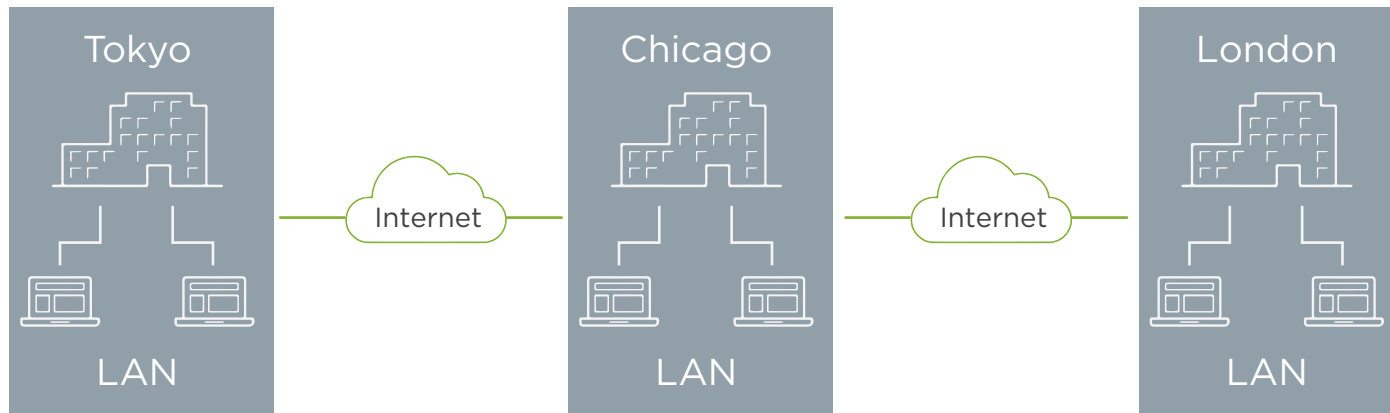 Tokyo
Chicago
London
Internet
Internet
LAN
LAN
LAN